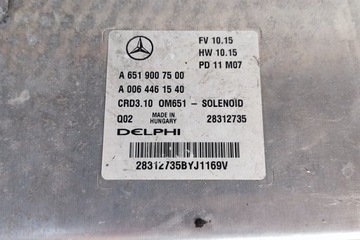 FV 10.15
HW 10.15
PD 11 M07
A 651 900 75 00
A 006 446 15 40
CRD3.10 OM651 - SOLENOID
Q02 MADE IN HUNGARY 28312735
DELPHI
28312735BYJ1169V